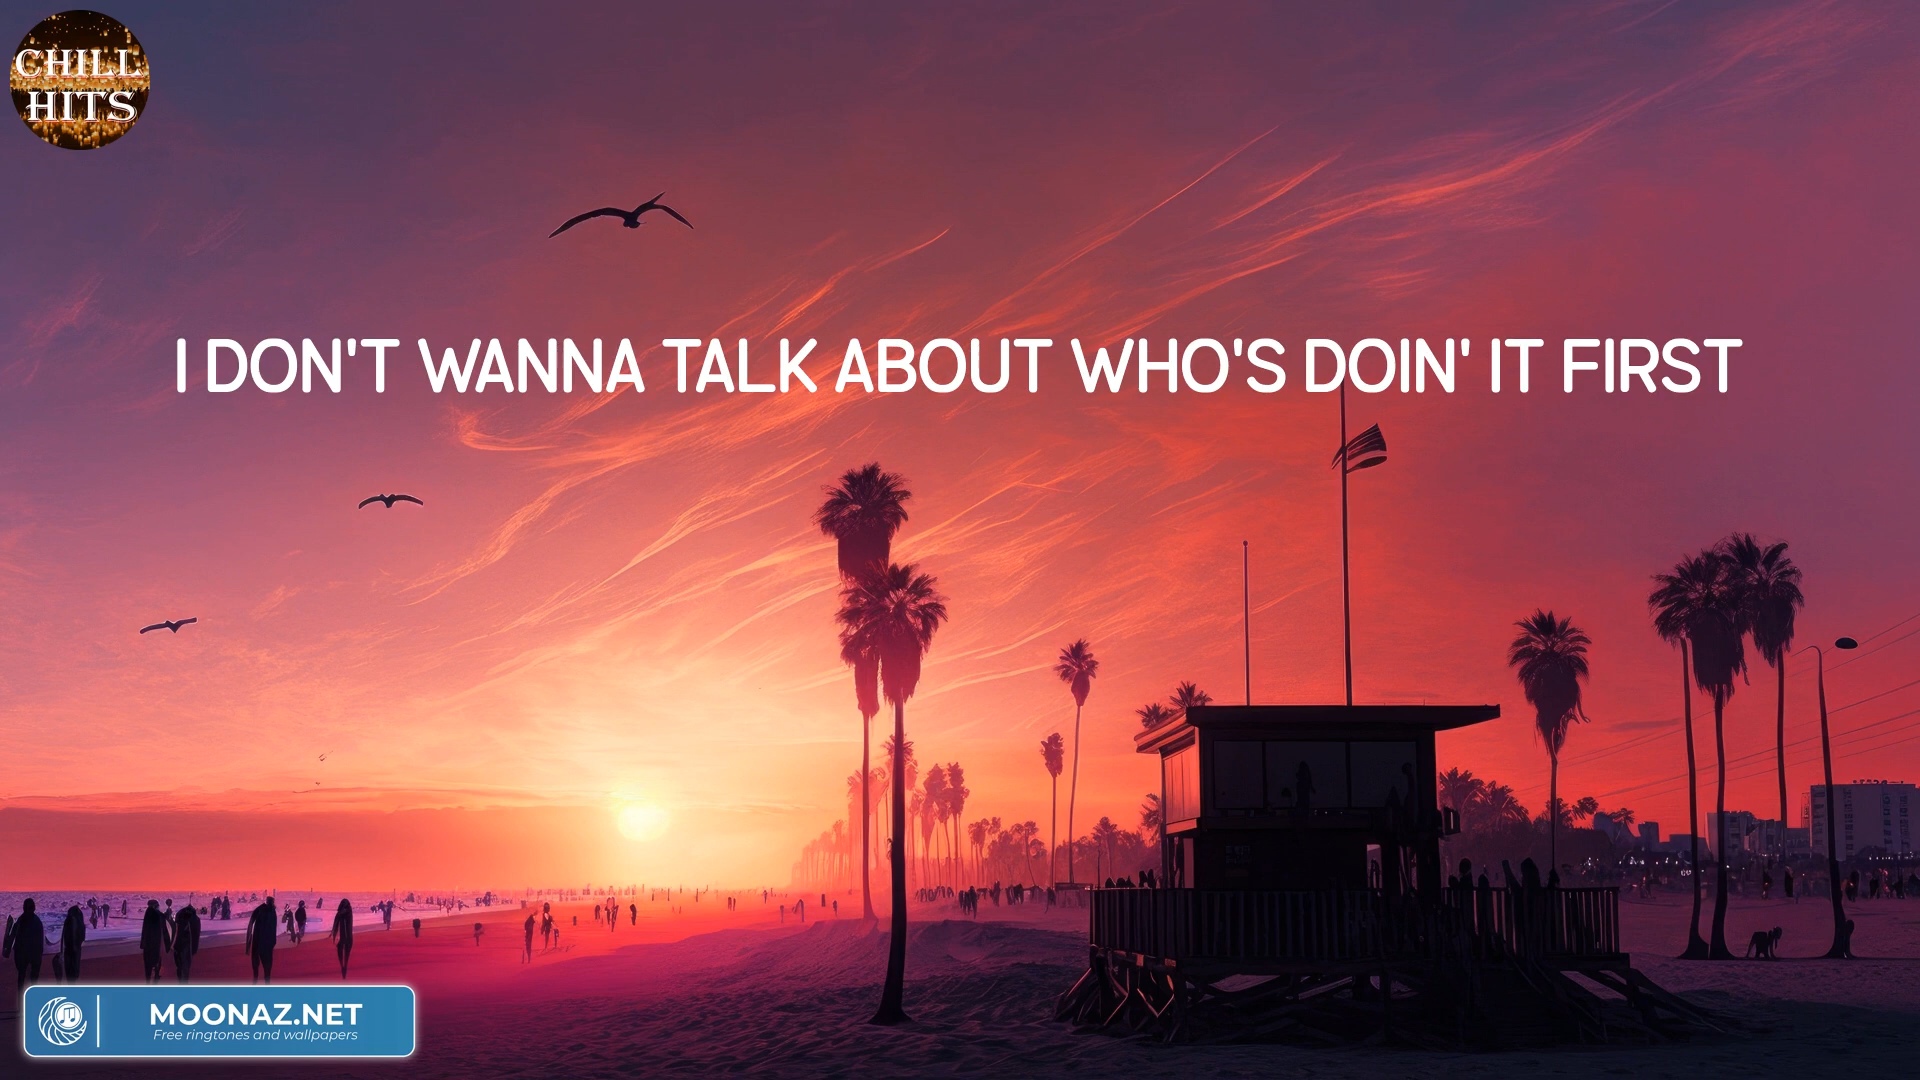 CHILL
HITS
I DON'T WANNA TALK ABOUT WHO'S DOIN' IT FIRST
MOONAZ.NET
Free ringtones and wallpapers